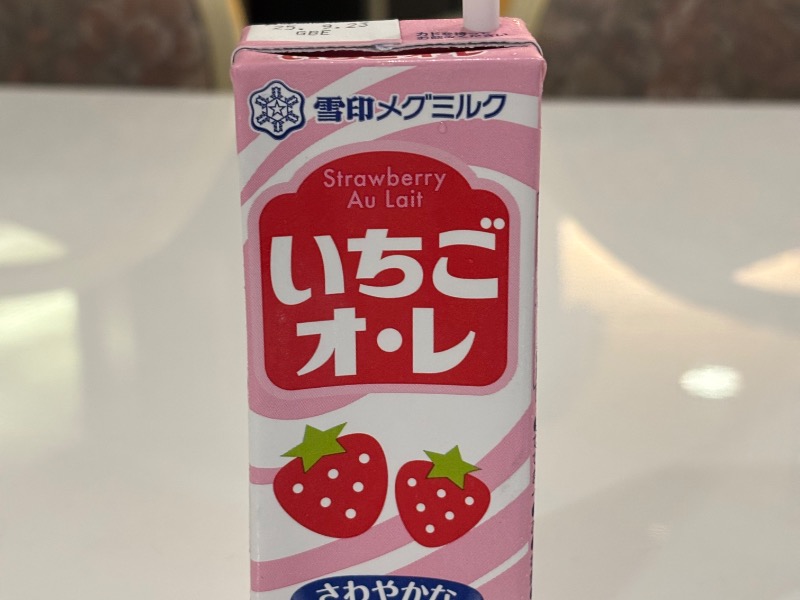 25. 9.23
GBE
雪印メグミルク
Strawberry
Au Lait
いちご
オ・レ
さわやかな